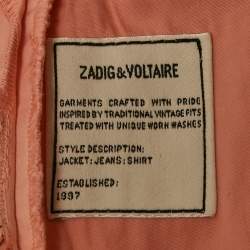 ZADIG&VOLTAIRE
GARMENTS CRAFTED WITH PRIDE
INSPIRED BY TRADITIONAL VINTAGE FITS
TREATED WITH UNIQUE WORN WASHES
STYLE DESCRIPTION:
JACKET: JEANS: SHIRT
ESTABLISHED:
1997